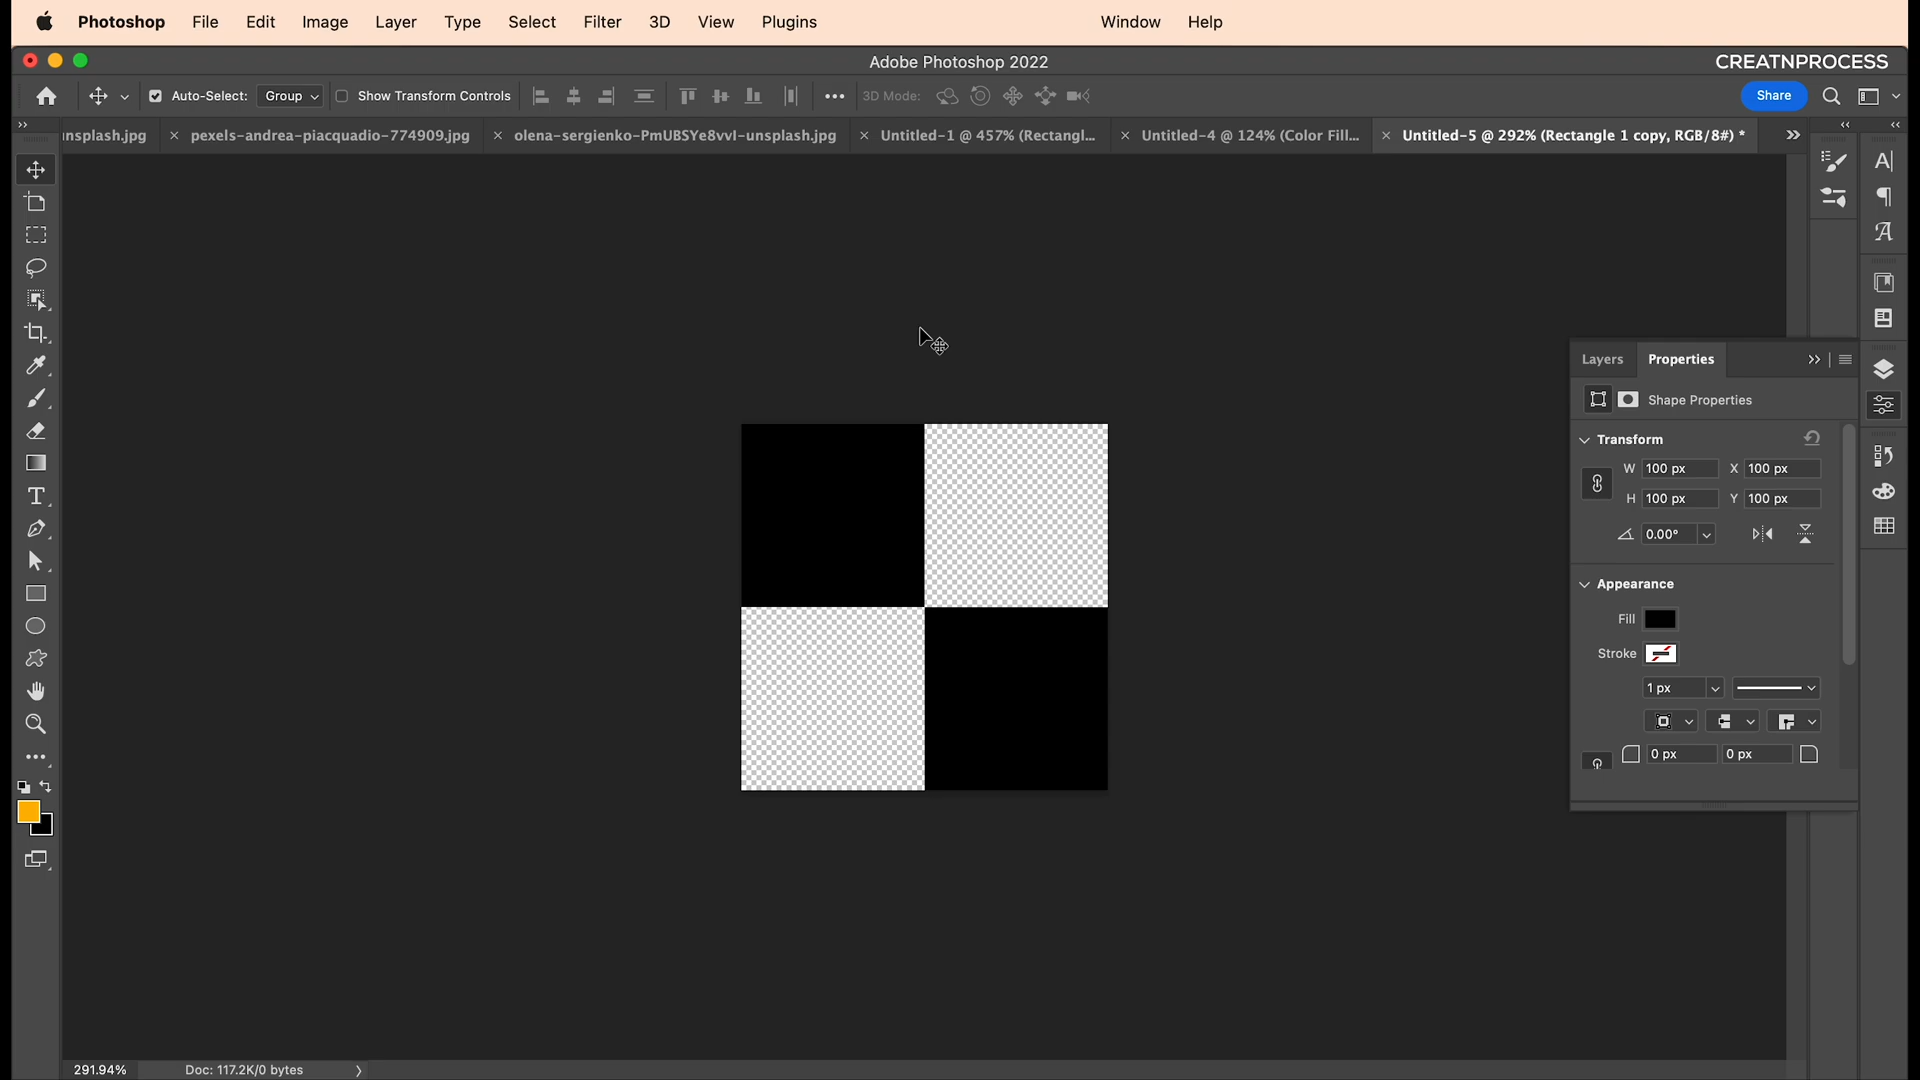 Photoshop File Edit Image Layer Type Select Filter 3D View Plugins Window Help
Adobe Photoshop 2022
CREATNPROCESS
Auto-Select: Group Show Transform Controls 3D Mode: Share
nsplash.jpg × pexels-andrea-piacquadio-774909.jpg × olena-sergienko-PmUBSYe8vvI-unsplash.jpg × Untitled-1 @ 457% (Rectangl... × Untitled-4 @ 124% (Color Fill... × Untitled-5 @ 292% (Rectangle 1 copy, RGB/8#) *
Layers Properties
Shape Properties
Transform
W 100 px X 100 px
H 100 px Y 100 px
0.00°
Appearance
Fill
Stroke
1 px
0 px 0 px
291.94% Doc: 117.2K/0 bytes